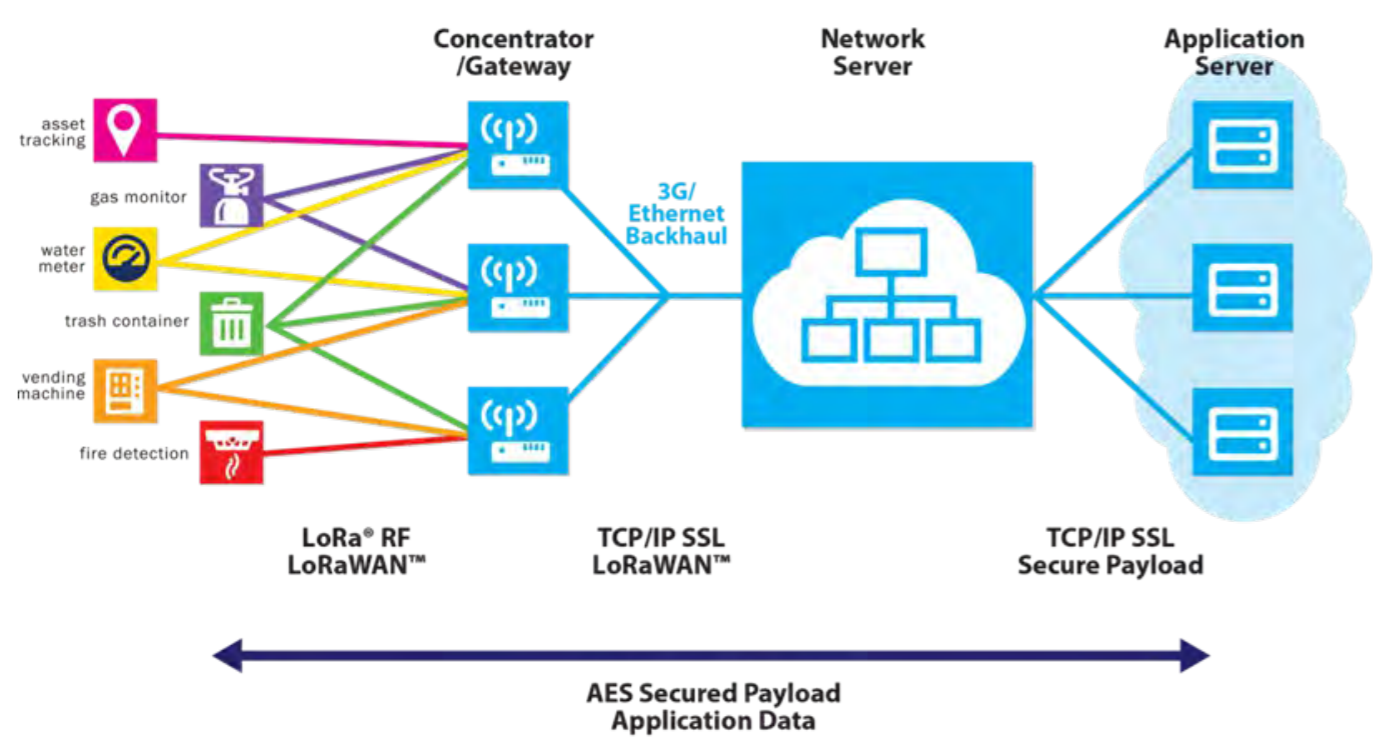 Concentrator
/Gateway
Network
Server
Application
Server
asset
tracking
gas monitor
water
meter
trash container
vending
machine
fire detection
3G/
Ethernet
Backhaul
LoRa® RF
LoRaWAN™
TCP/IP SSL
LoRaWAN™
TCP/IP SSL
Secure Payload
AES Secured Payload
Application Data